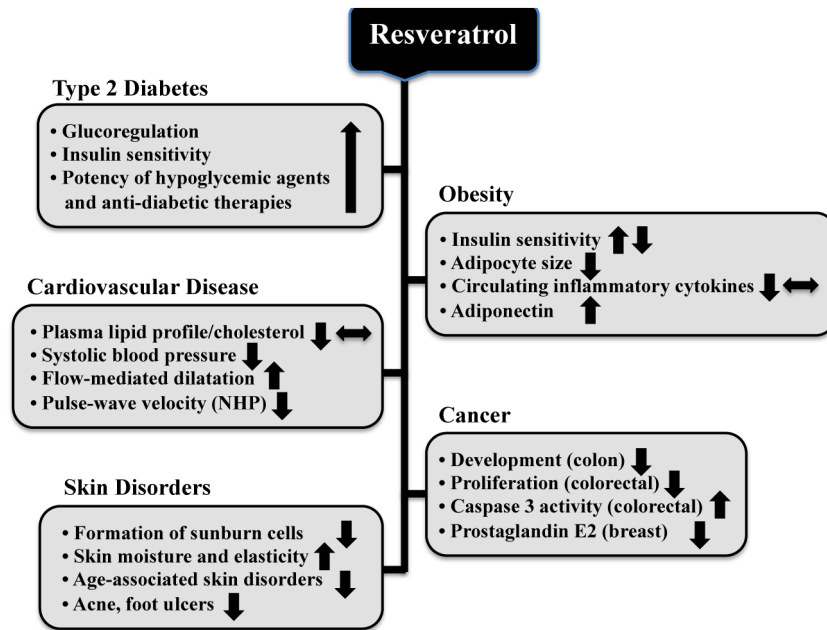 Resveratrol
Type 2 Diabetes
• Glucoregulation
• Insulin sensitivity
• Potency of hypoglycemic agents
and anti-diabetic therapies
Obesity
• Insulin sensitivity
• Adipocyte size
• Circulating inflammatory cytokines
• Adiponectin
Cardiovascular Disease
• Plasma lipid profile/cholesterol
• Systolic blood pressure
• Flow-mediated dilatation
• Pulse-wave velocity (NHP)
Cancer
• Development (colon)
• Proliferation (colorectal)
• Caspase 3 activity (colorectal)
• Prostaglandin E2 (breast)
Skin Disorders
• Formation of sunburn cells
• Skin moisture and elasticity
• Age-associated skin disorders
• Acne, foot ulcers